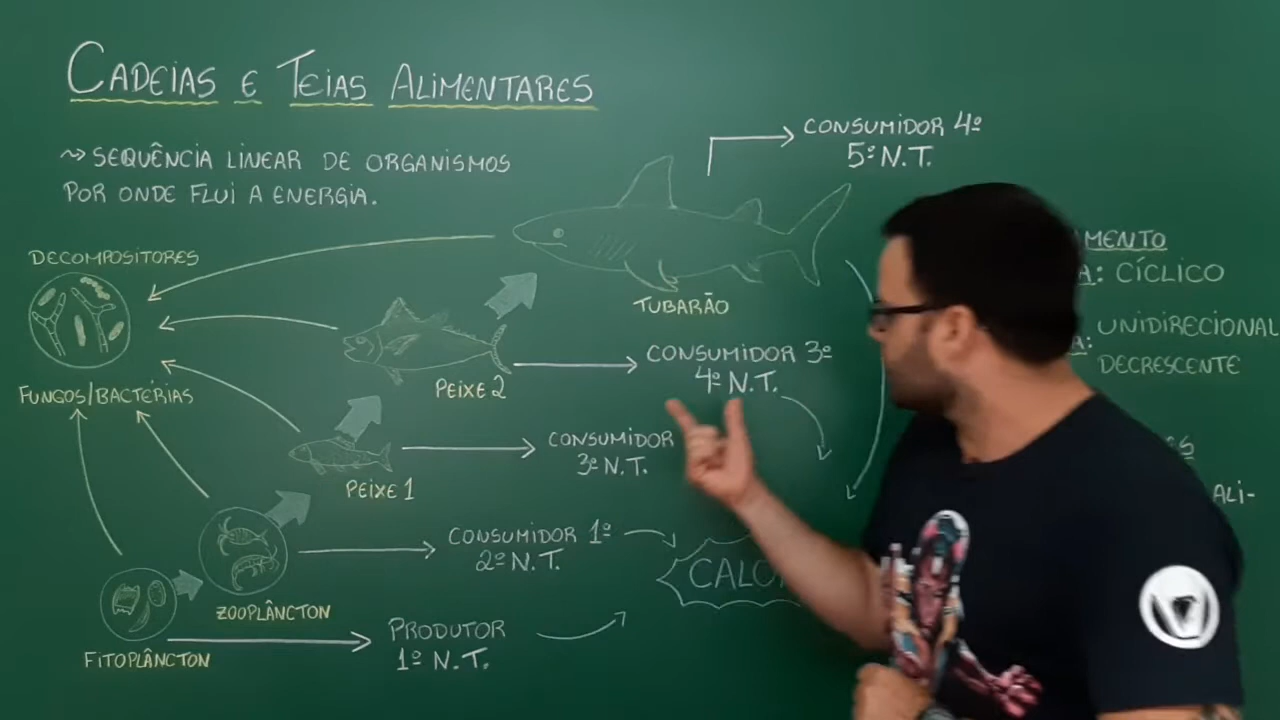 CADEIAS E TEIAS ALIMENTARES
↝ SEQUÊNCIA LINEAR DE ORGANISMOS
POR ONDE FLUI A ENERGIA.
CONSUMIDOR 4º
5º N.T.
DECOMPOSITORES
FUNGOS/BACTÉRIAS
TUBARÃO
CONSUMIDOR 3º
4º N.T.
PEIXE 2
CONSUMIDOR
3º N.T.
PEIXE 1
CONSUMIDOR 1º
2º N.T.
ZOOPLÂNCTON
PRODUTOR
1º N.T.
FITOPLÂNCTON
CÍCLICO
UNIDIRECIONAL
DECRESCENTE
ALI-